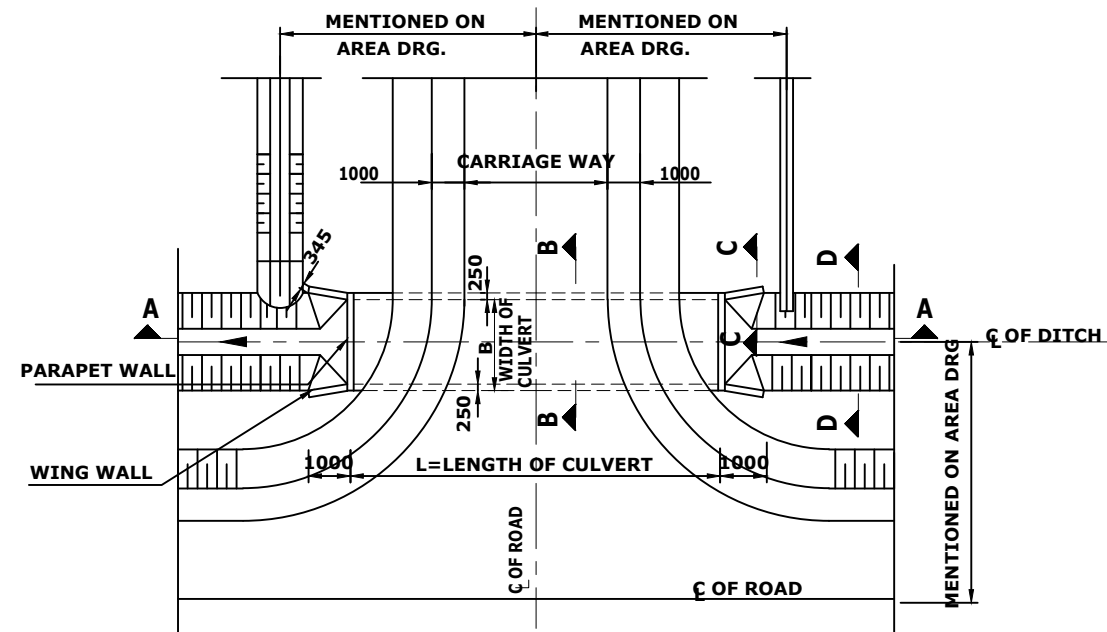 MENTIONED ON
AREA DRG.
MENTIONED ON
AREA DRG.
1000
CARRIAGE WAY
1000
345
250
B
C
D
A
A
WIDTH OF
CULVERT
B
C
℄ OF DITCH
PARAPET WALL
250
B
D
MENTIONED ON AREA DRG
WING WALL
1000
L=LENGTH OF CULVERT
1000
℄ OF ROAD
℄ OF ROAD